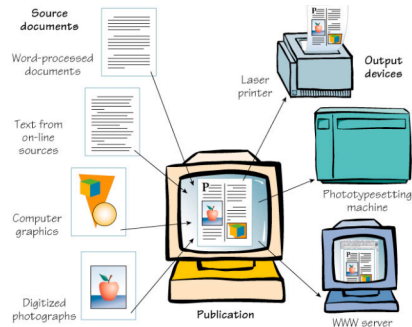 Source
documents
Word-processed
documents
Text from
on-line
sources
Computer
graphics
Digitized
photographs
P
Publication
Output
devices
Laser
printer
P
Phototypesetting
machine
P
WWW server